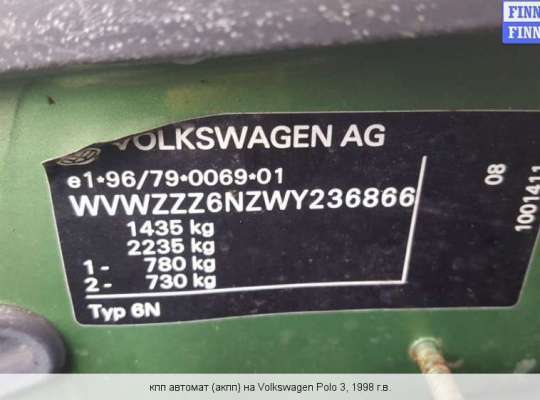 FINN
FINN
VOLKSWAGEN AG
e1*96/79*0069*01
WVWZZZ6NZWY236866
1435 kg
2235 kg
1- 780 kg
2- 730 kg
Typ 6N
08
1001411
кпп автомат (акпп) на Volkswagen Polo 3, 1998 г.в.